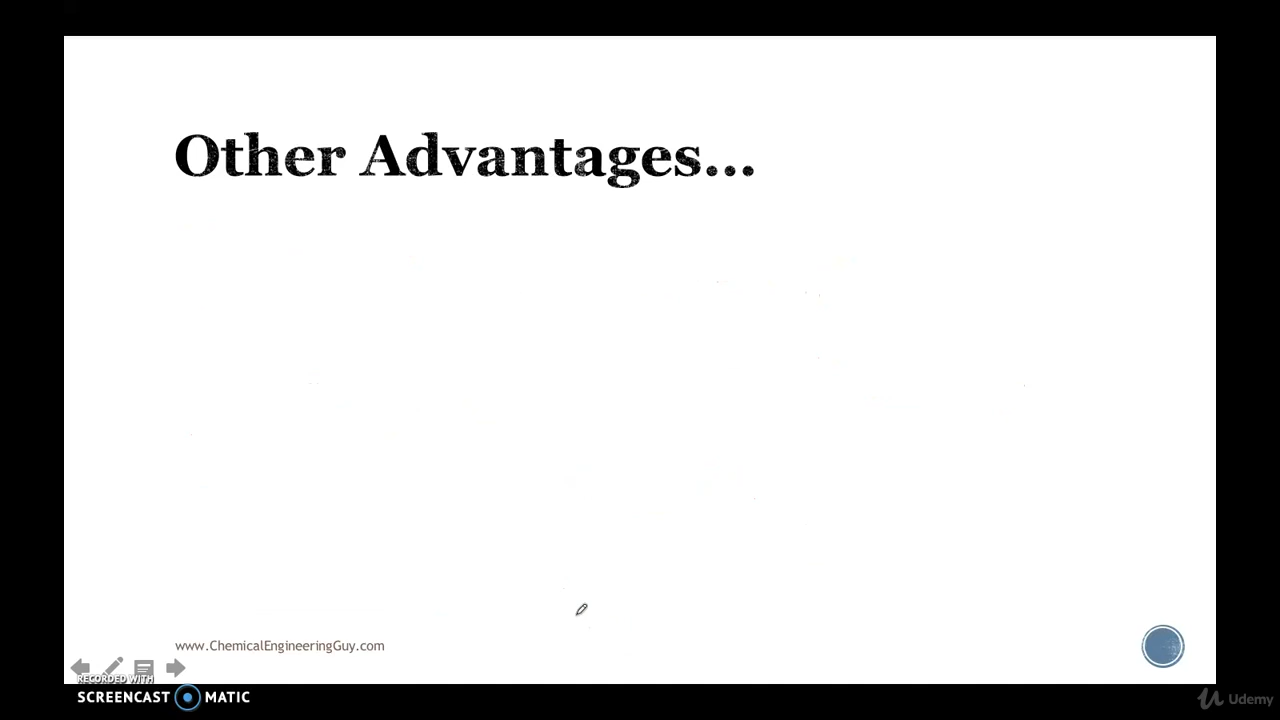 Other Advantages...
www.ChemicalEngineeringGuy.com
RECORDED WITH
SCREENCAST MATIC
Udemy